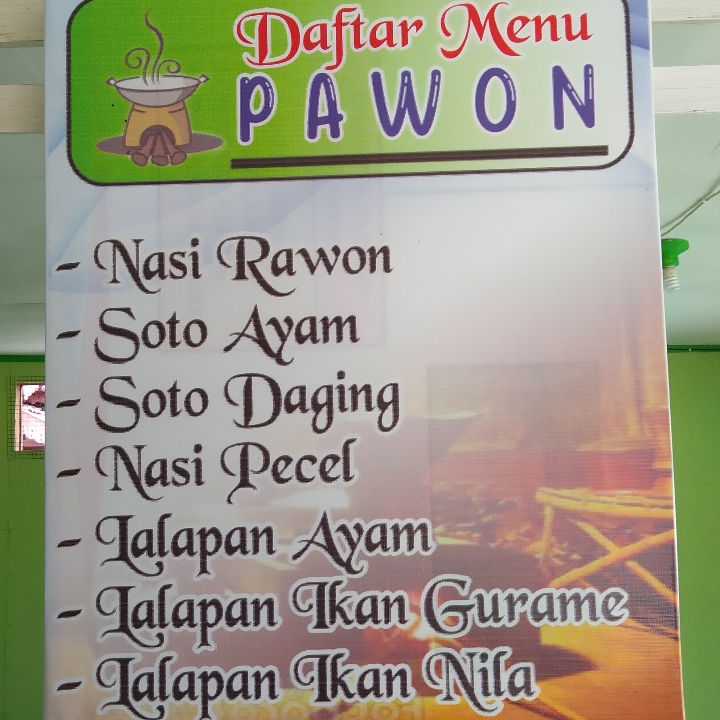 Daftar Menu
PAWON
- Nasi Rawon
- Soto Ayam
- Soto Daging
- Nasi Pecel
- Lalapan Ayam
- Lalapan Ikan Gurame
- Lalapan Ikan Nila